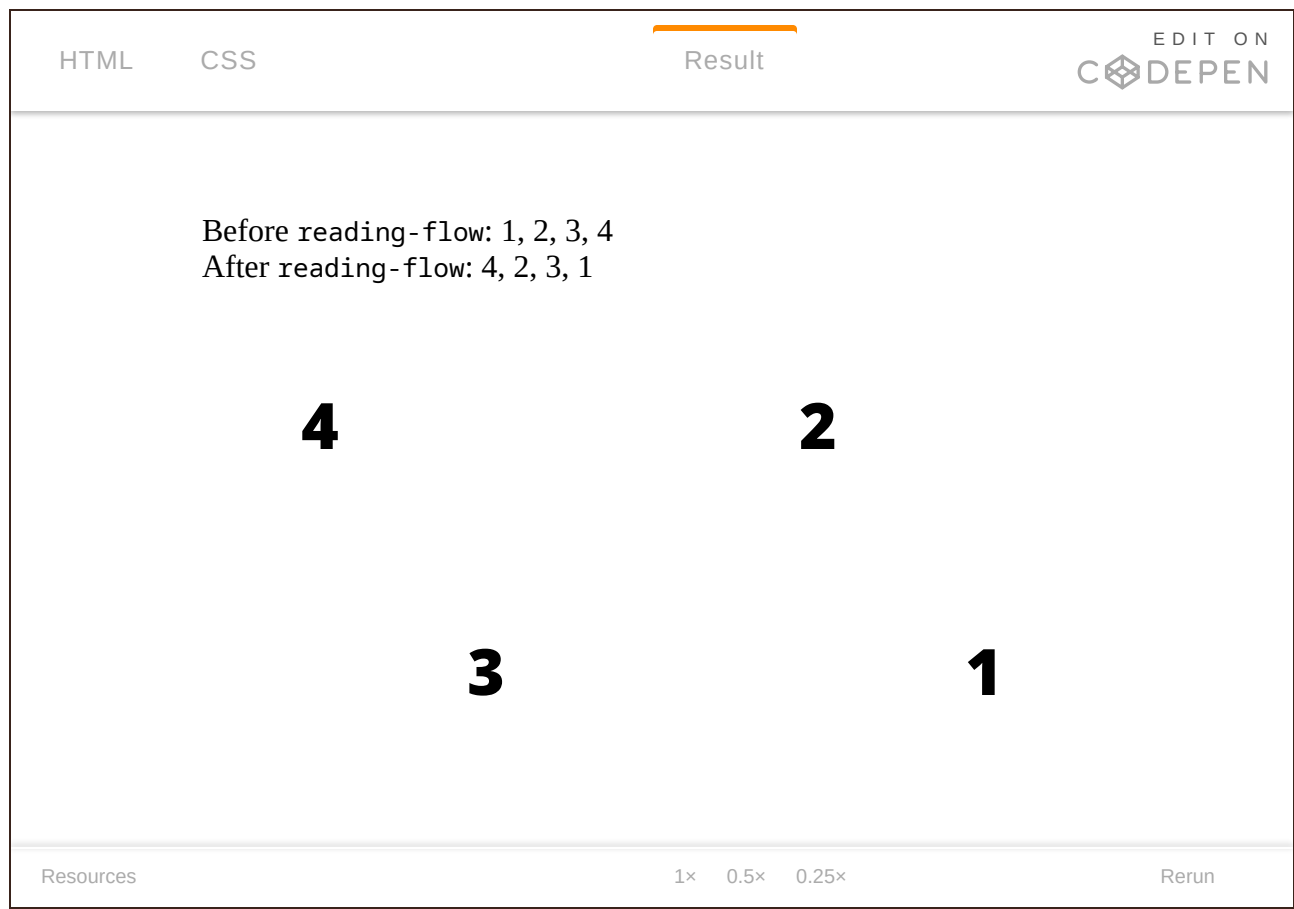 HTML CSS Result EDIT ON
CODEPEN
Before reading-flow: 1, 2, 3, 4
After reading-flow: 4, 2, 3, 1
4 2
3 1
Resources 1× 0.5× 0.25× Rerun